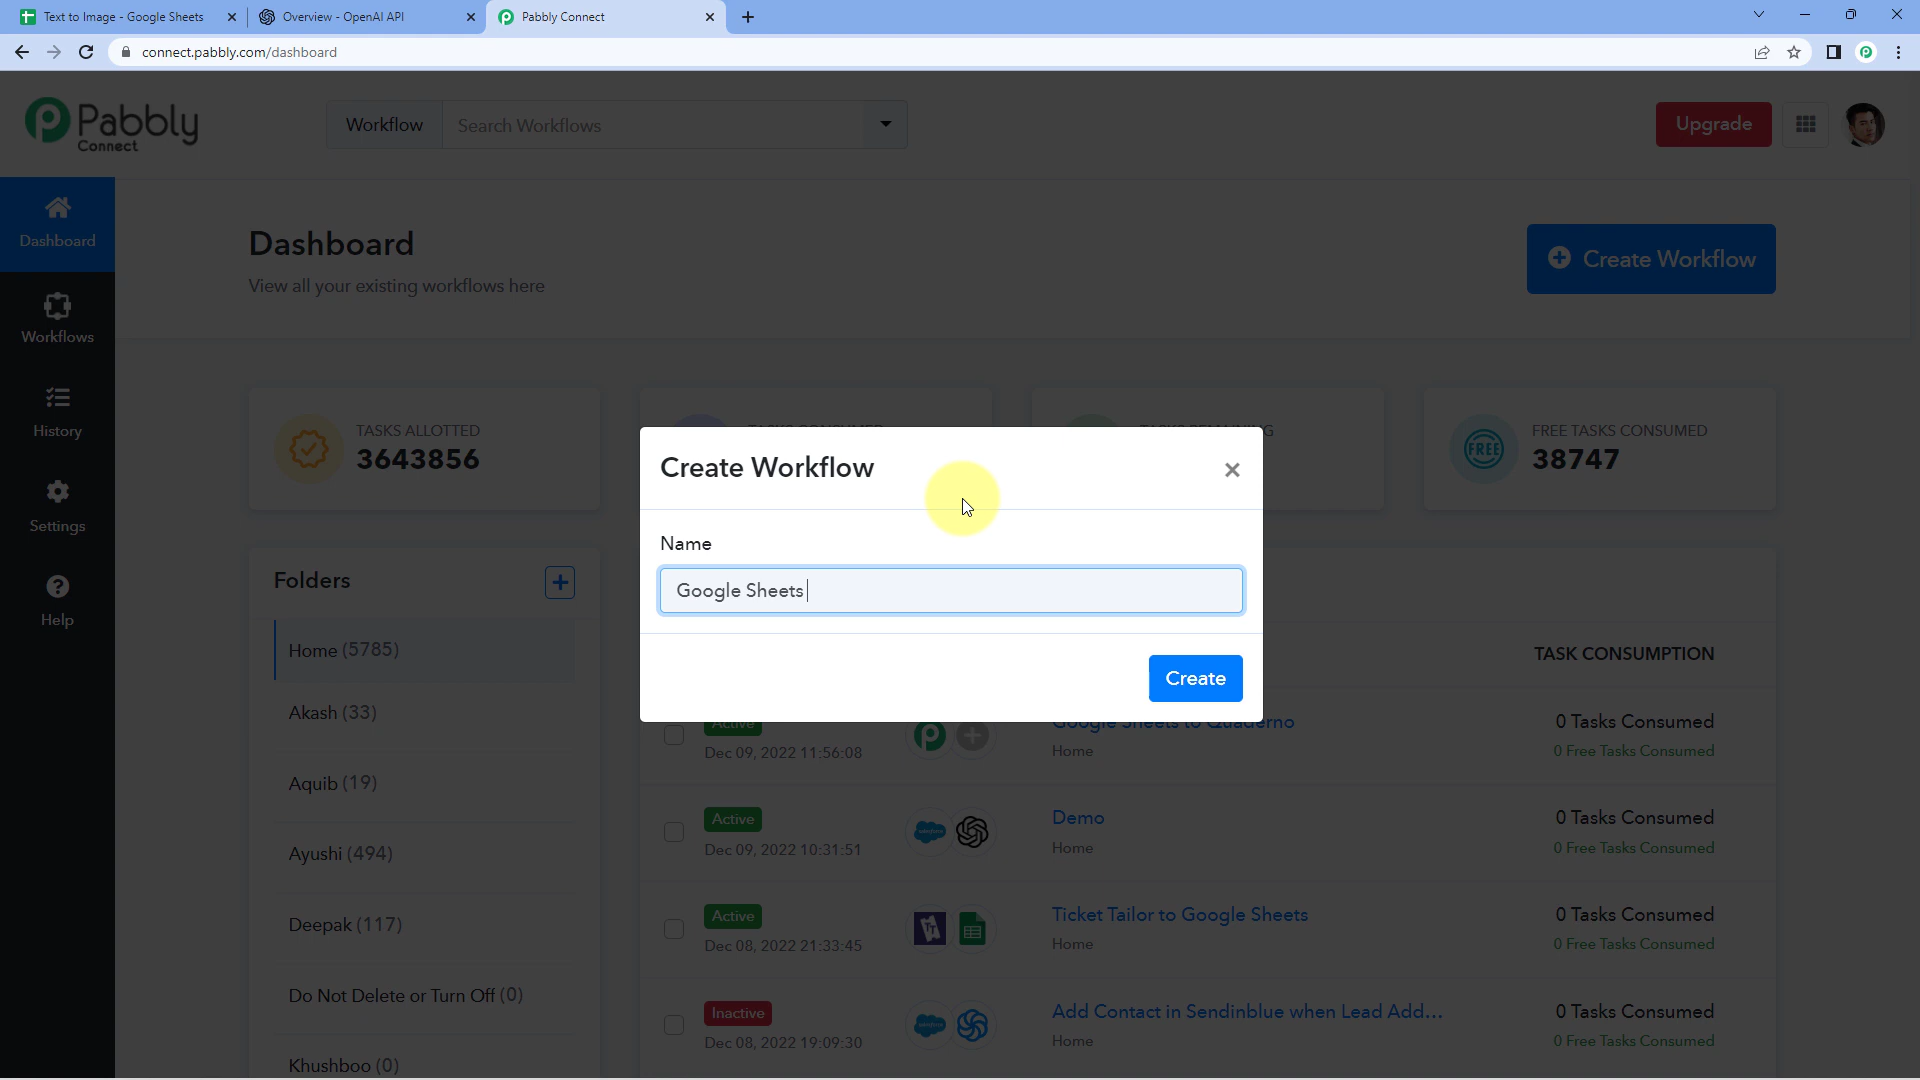 Text to Image - Google Sheets
Overview - OpenAI API
Pabbly Connect
connect.pabbly.com/dashboard
Pabbly
Connect
Workflow
Search Workflows
Upgrade
Dashboard
Workflows
History
Settings
Help
Dashboard
View all your existing workflows here
Create Workflow
TASKS ALLOTTED
3643856
FREE
FREE TASKS CONSUMED
38747
Create Workflow
Name
Google Sheets
Create
Folders
Home (5785)
Akash (33)
Aquib (19)
Ayushi (494)
Deepak (117)
Do Not Delete or Turn Off (0)
Khushboo (0)
TASK CONSUMPTION
Active
Dec 09, 2022 11:56:08
Google Sheets to Quaderno
Home
0 Tasks Consumed
0 Free Tasks Consumed
Active
Dec 09, 2022 10:31:51
Demo
Home
0 Tasks Consumed
0 Free Tasks Consumed
Active
Dec 08, 2022 21:33:45
Ticket Tailor to Google Sheets
Home
0 Tasks Consumed
0 Free Tasks Consumed
Inactive
Dec 08, 2022 19:09:30
Add Contact in Sendinblue when Lead Add...
Home
0 Tasks Consumed
0 Free Tasks Consumed